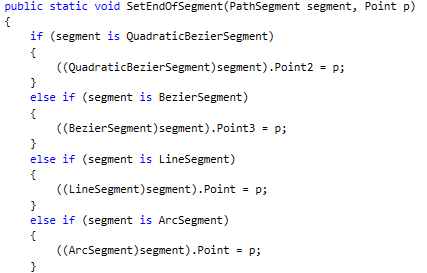 public static void SetEndOfSegment(PathSegment segment, Point p)
{
    if (segment is QuadraticBezierSegment)
    {
        ((QuadraticBezierSegment)segment).Point2 = p;
    }
    else if (segment is BezierSegment)
    {
        ((BezierSegment)segment).Point3 = p;
    }
    else if (segment is LineSegment)
    {
        ((LineSegment)segment).Point = p;
    }
    else if (segment is ArcSegment)
    {
        ((ArcSegment)segment).Point = p;
    }